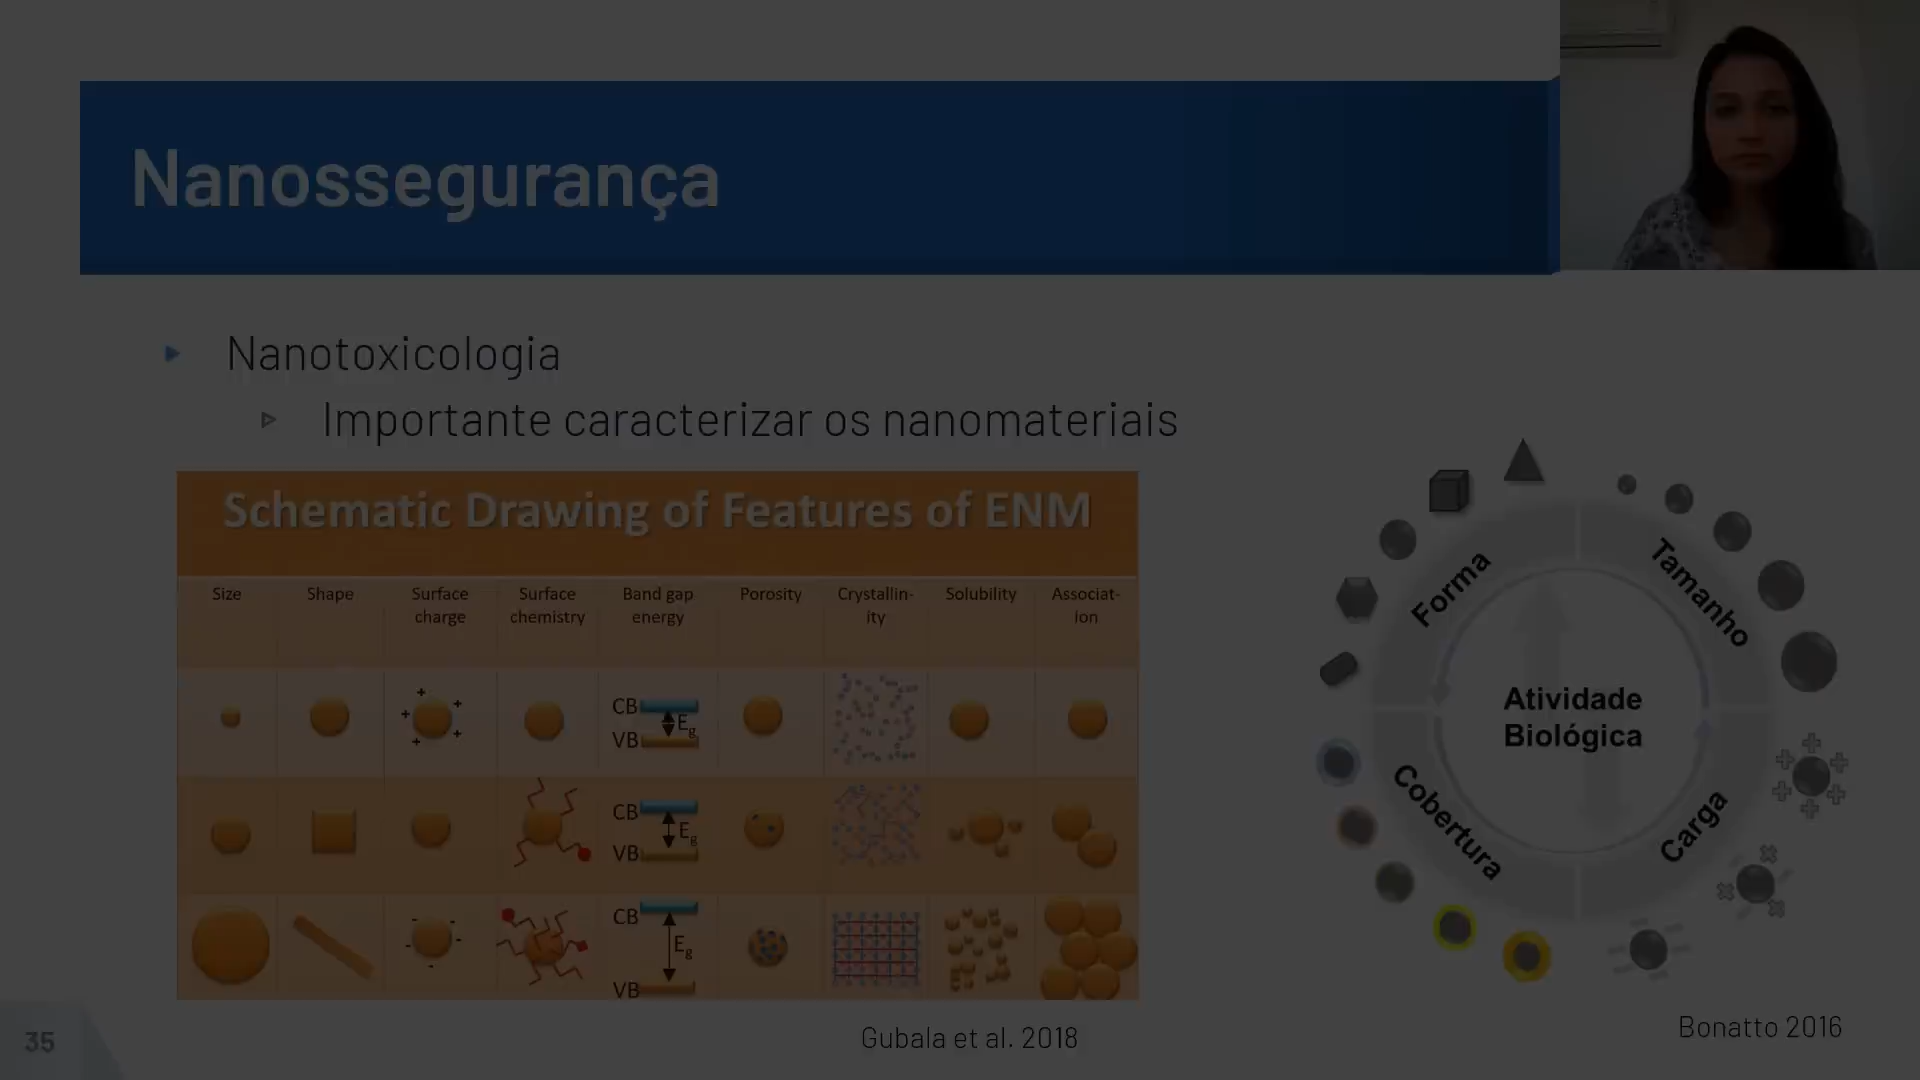 Nanossegurança
Nanotoxicologia
Importante caracterizar os nanomateriais
Schematic Drawing of Features of ENM
Size Shape Surface charge Surface chemistry Band gap energy Porosity Crystallin-ity Solubility Associat-ion
+ + + + +
CB
Eg
VB
CB
Eg
VB
CB
Eg
VB
- - - - -
Gubala et al. 2018
Forma
Tamanho
Atividade
Biológica
Cobertura
Carga
Bonatto 2016
35